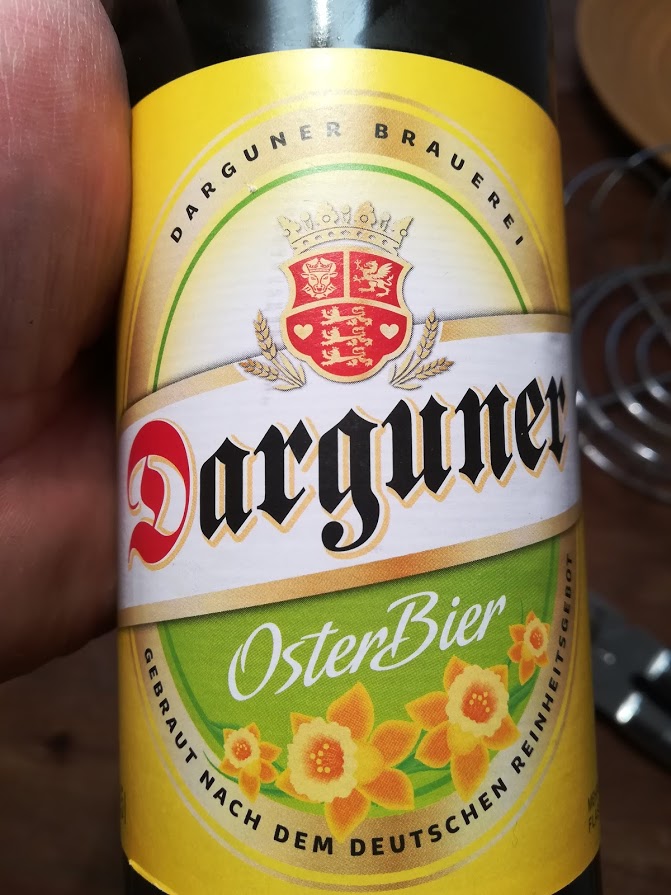 DARGUNER BRAUEREI
Darguner
OsterBier
GEBRAUT NACH DEM DEUTSCHEN REINHEITSGEBOT